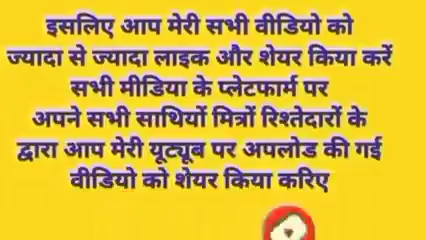 इसलिए आप मेरी सभी वीडियो को
ज्यादा से ज्यादा लाइक और शेयर किया करें
सभी मीडिया के प्लेटफार्म पर
अपने सभी साथियों मित्रों रिश्तेदारों के
द्वारा आप मेरी यूट्यूब पर अपलोड की गई
वीडियो को शेयर किया करिए